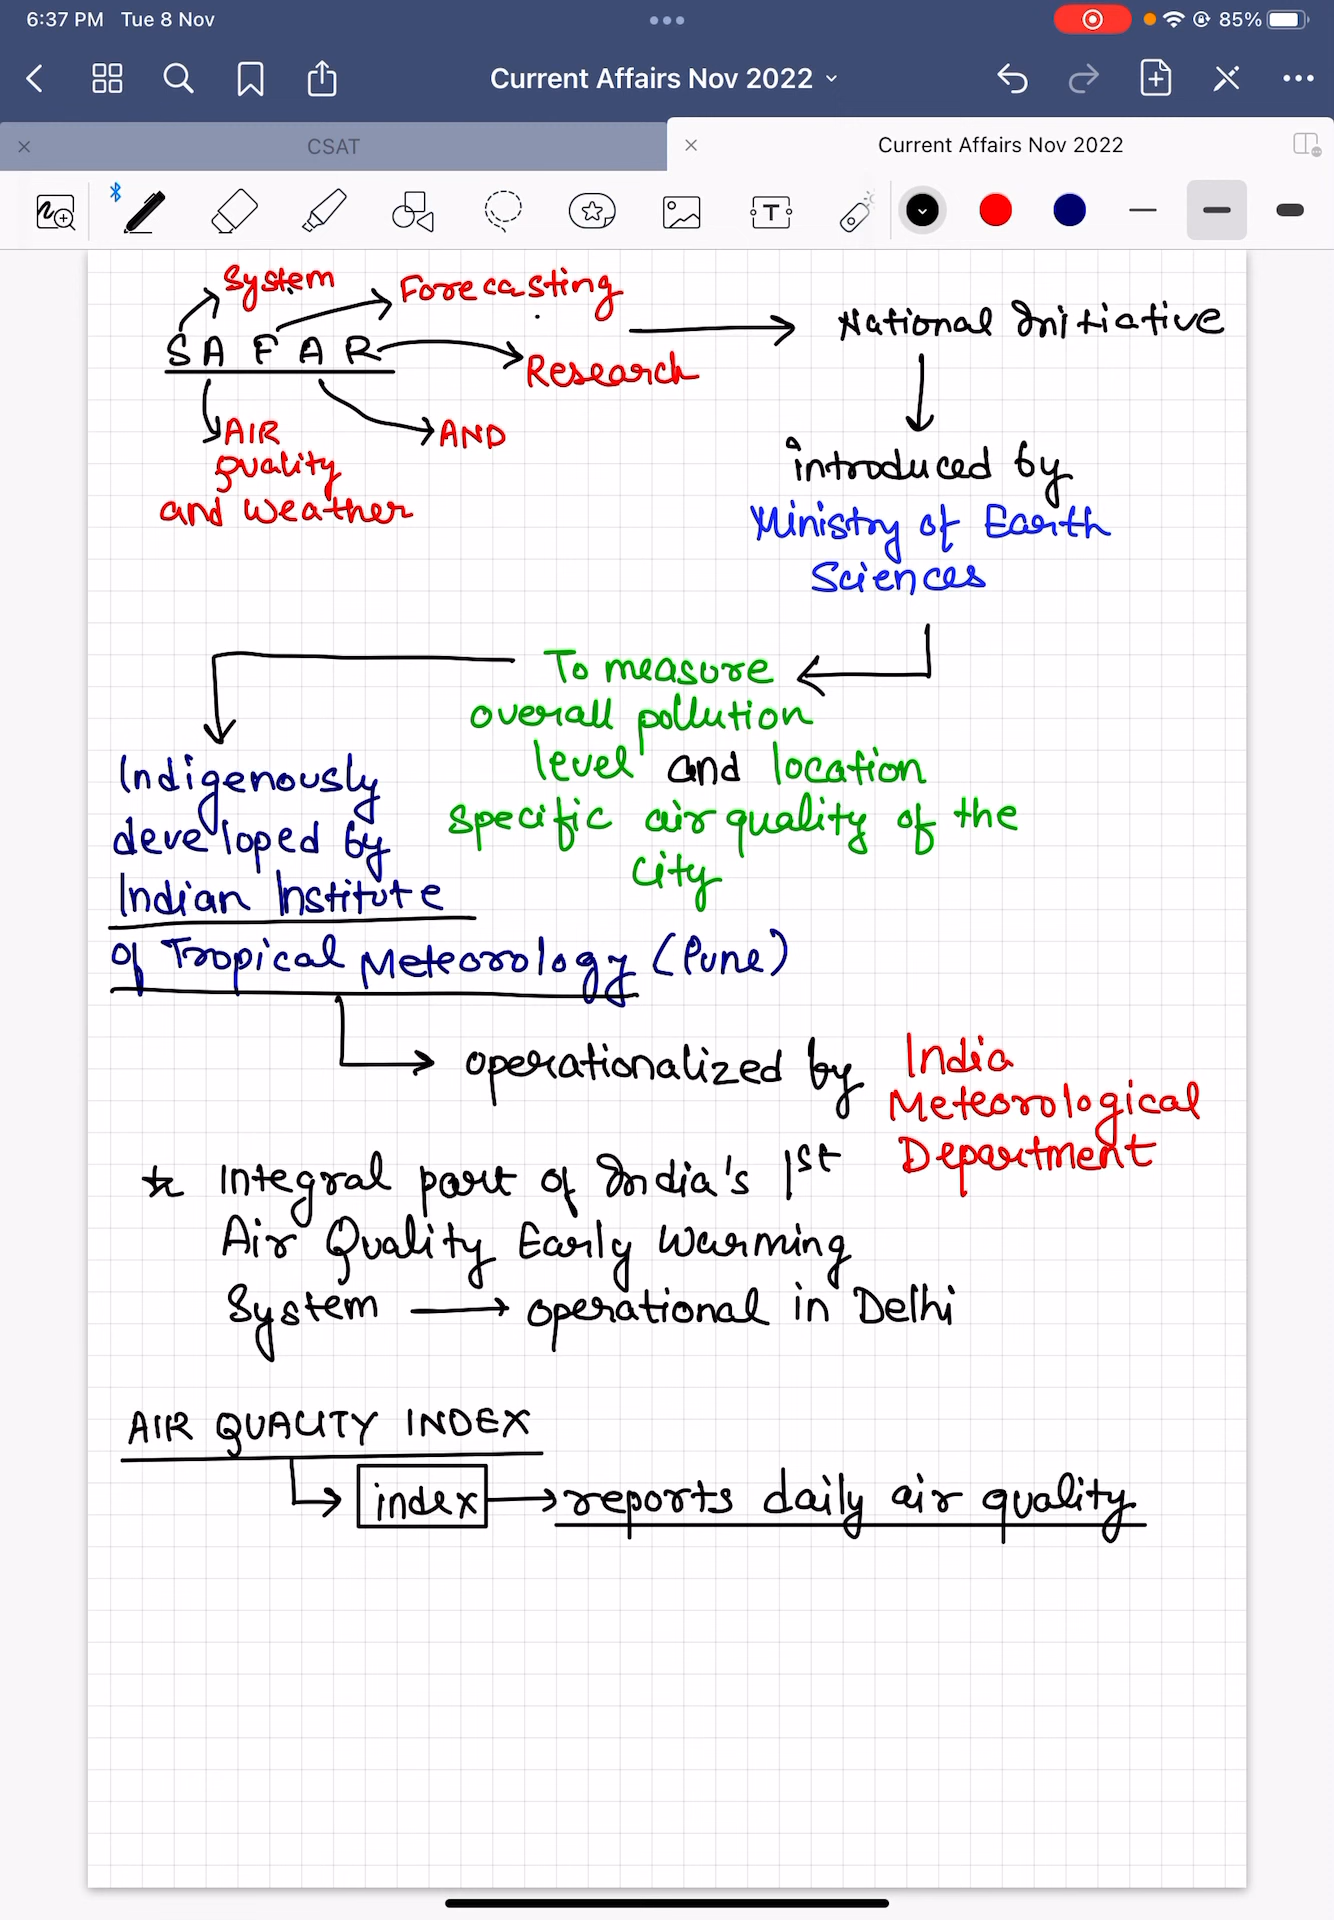 6:37 PM Tue 8 Nov
85%
Current Affairs Nov 2022
CSAT
Current Affairs Nov 2022
T
System
Forecasting
SAFAR
Research
AIR
quality
and Weather
AND
National Initiative
introduced by
Ministry of Earth
Sciences
To measure
overall pollution
level and location
specific air quality of the
city
Indigenously
developed by
Indian Institute
of Tropical Meteorology (Pune)
operationalized by
India
Meteorological
Department
* Integral part of India's 1st
Air Quality Early Warming
System → operational in Delhi
AIR QUALITY INDEX
index → reports daily air quality